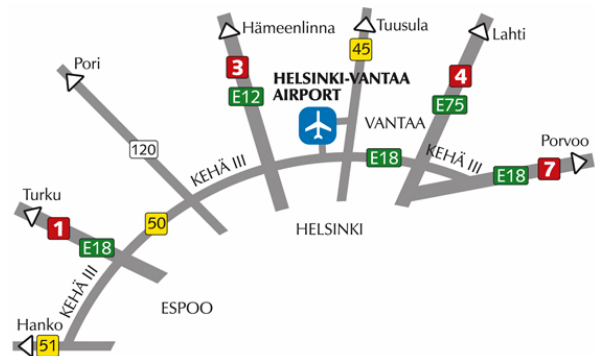 Hämeenlinna
Tuusula
Lahti
Pori
3
45
HELSINKI-VANTAA
AIRPORT
4
E12
E75
VANTAA
Porvoo
120
KEHÄ III
E18
KEHÄ III
E18
7
Turku
1
50
E18
HELSINKI
KEHÄ III
ESPOO
Hanko
51